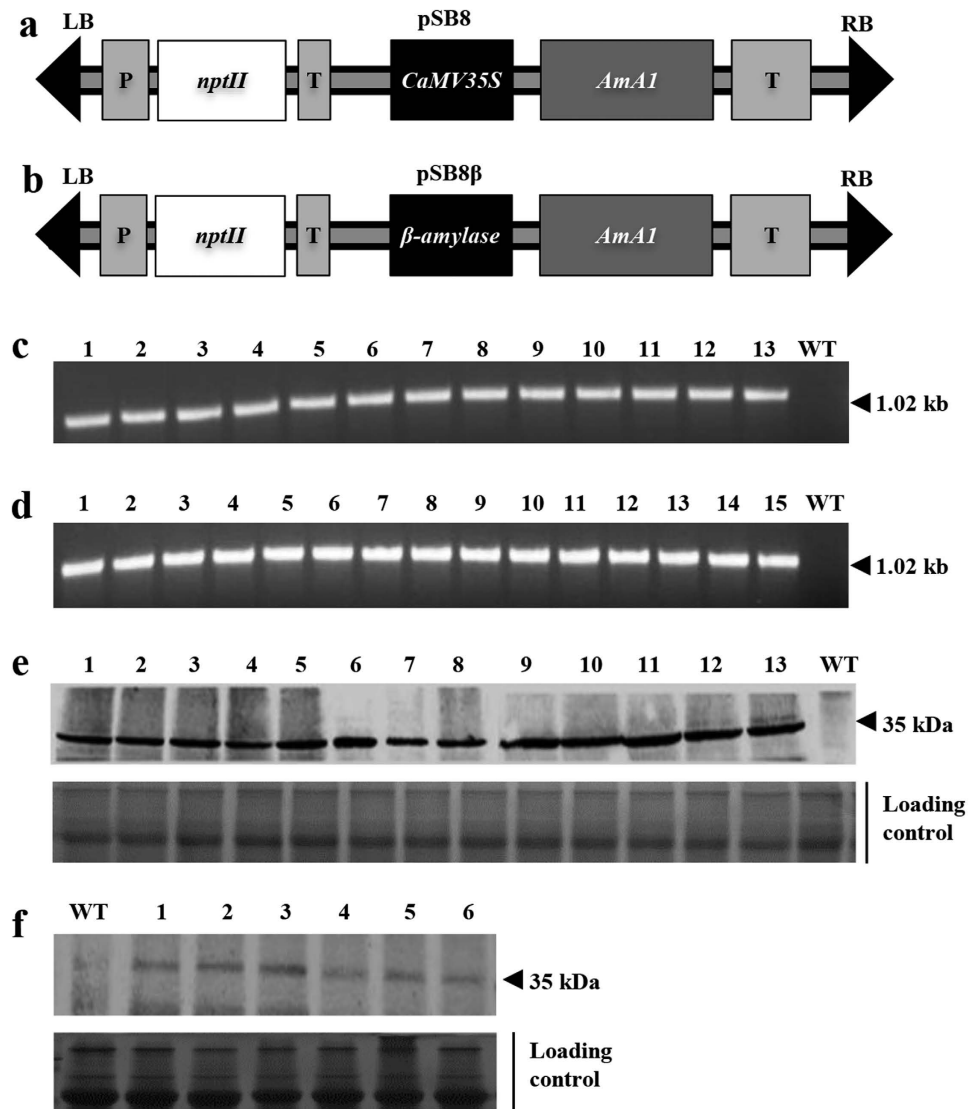 a
pSB8
LB
RB
P nptII T CaMV35S AmA1 T
b
pSB8β
LB
RB
P nptII T β-amylase AmA1 T
c
1 2 3 4 5 6 7 8 9 10 11 12 13 WT
1.02 kb
d
1 2 3 4 5 6 7 8 9 10 11 12 13 14 15 WT
1.02 kb
e
1 2 3 4 5 6 7 8 9 10 11 12 13 WT
35 kDa
Loading
control
f
WT 1 2 3 4 5 6
35 kDa
Loading
control